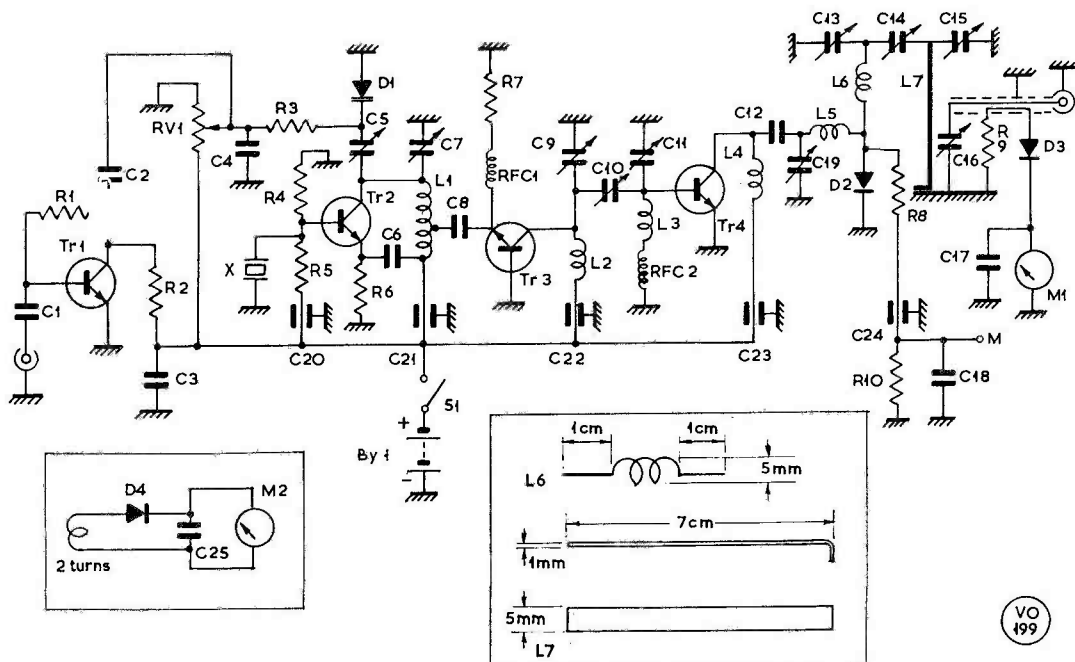 C13
C14
C15
D1
R7
L6
L7
R3
RV1
C5
C7
C9
C11
C12
L5
C4
C10
L4
R9
D3
C16
C2
R4
RFC1
C19
Tr2
L1
D2
R1
C8
L3
Tr4
R8
Tr1
C6
X
R5
Tr3
L2
RFC2
C17
C1
R2
R6
M1
C20
C21
C22
C23
C24
M
C3
S1
R10
C18
+
By 1
-
1cm
1cm
L6
5mm
D4
M2
7cm
C25
2 turns
1mm
5mm
L7
VO
199